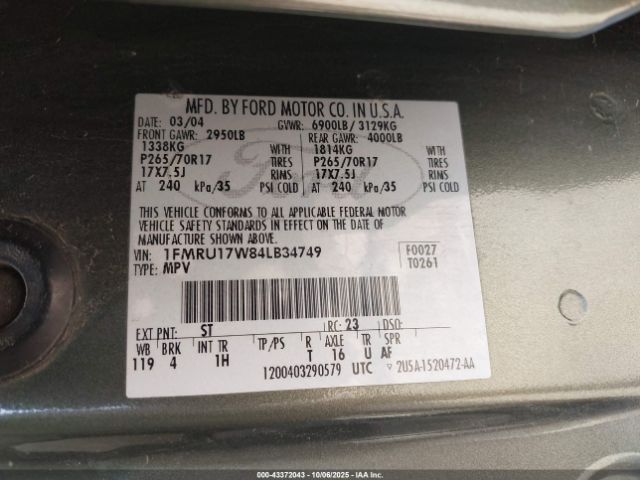 MFD. BY FORD MOTOR CO. IN U.S.A.
DATE: 03/04 GVWR: 6900LB / 3129KG
FRONT GAWR: 2950LB REAR GAWR: 4000LB
1338KG WITH 1814KG WITH
P265/70R17 TIRES P265/70R17 TIRES
17X7.5J RIMS 17X7.5J RIMS
AT 240 kPa/35 PSI COLD AT 240 kPa/35 PSI COLD
THIS VEHICLE CONFORMS TO ALL APPLICABLE FEDERAL MOTOR
VEHICLE SAFETY STANDARDS IN EFFECT ON THE DATE OF
MANUFACTURE SHOWN ABOVE.
VIN: 1FMRU17W84LB34749 F0027
TYPE: MPV T0261
EXT PNT: ST RC: 23 DSO:
WB BRK INT TR TP/PS R AXLE TR SPR
119 4 1H T 16 U AF
1200403290579 UTC 2U5A-1520472-AA
Ford
000-43372043 - 10/06/2025 - IAA Inc.